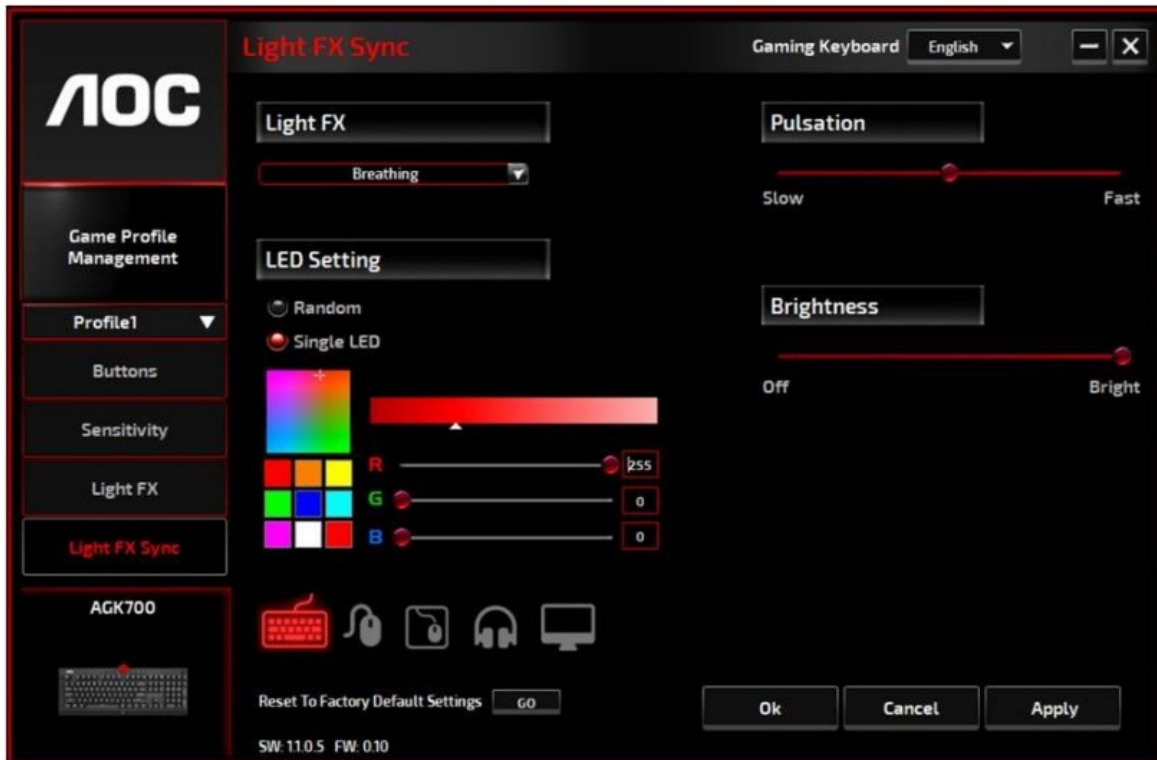 AOC
Light FX Sync
Gaming Keyboard English
Game Profile
Management
Profile1
Buttons
Sensitivity
Light FX
Light FX Sync
AGK700
Light FX
Breathing
LED Setting
Random
Single LED
R 255
G 0
B 0
Pulsation
Slow Fast
Brightness
Off Bright
Reset To Factory Default Settings GO
SW: 1.1.0.5 FW: 0.10
Ok Cancel Apply